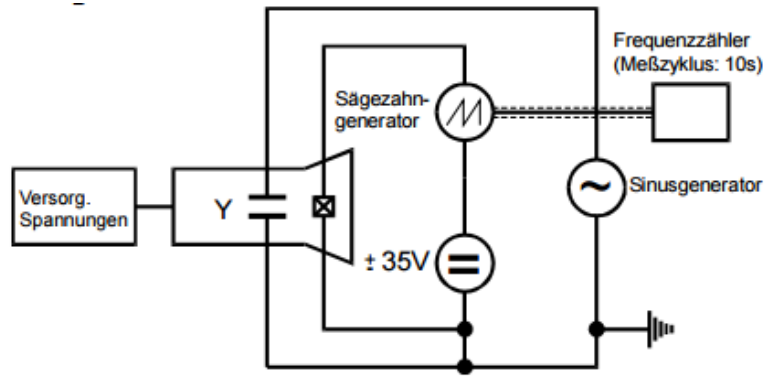 Frequenzzähler
(Meßzyklus: 10s)
Sägezahn-
generator
Versorg.
Spannungen
Y
Sinusgenerator
± 35V